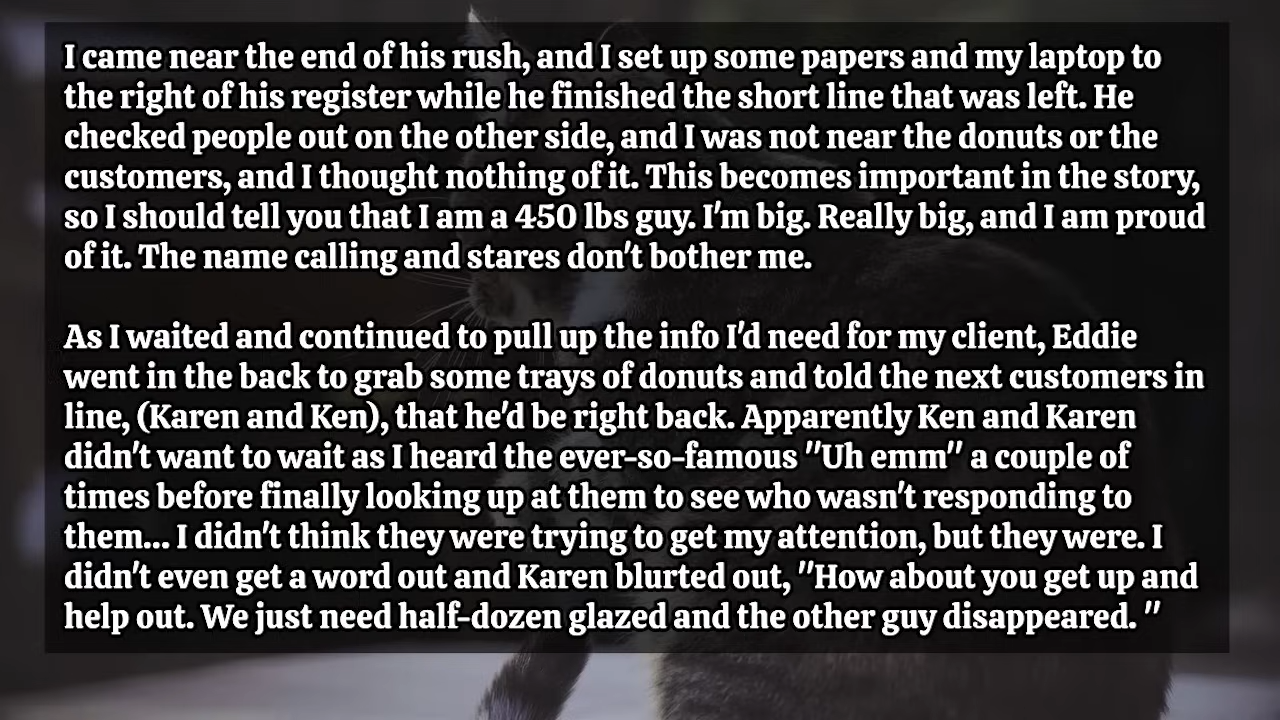 I came near the end of his rush, and I set up some papers and my laptop to
the right of his register while he finished the short line that was left. He
checked people out on the other side, and I was not near the donuts or the
customers, and I thought nothing of it. This becomes important in the story,
so I should tell you that I am a 450 lbs guy. I'm big. Really big, and I am proud
of it. The name calling and stares don't bother me.
As I waited and continued to pull up the info I'd need for my client, Eddie
went in the back to grab some trays of donuts and told the next customers in
line, (Karen and Ken), that he'd be right back. Apparently Ken and Karen
didn't want to wait as I heard the ever-so-famous "Uh emm" a couple of
times before finally looking up at them to see who wasn't responding to
them... I didn't think they were trying to get my attention, but they were. I
didn't even get a word out and Karen blurted out, "How about you get up and
help out. We just need half-dozen glazed and the other guy disappeared. "